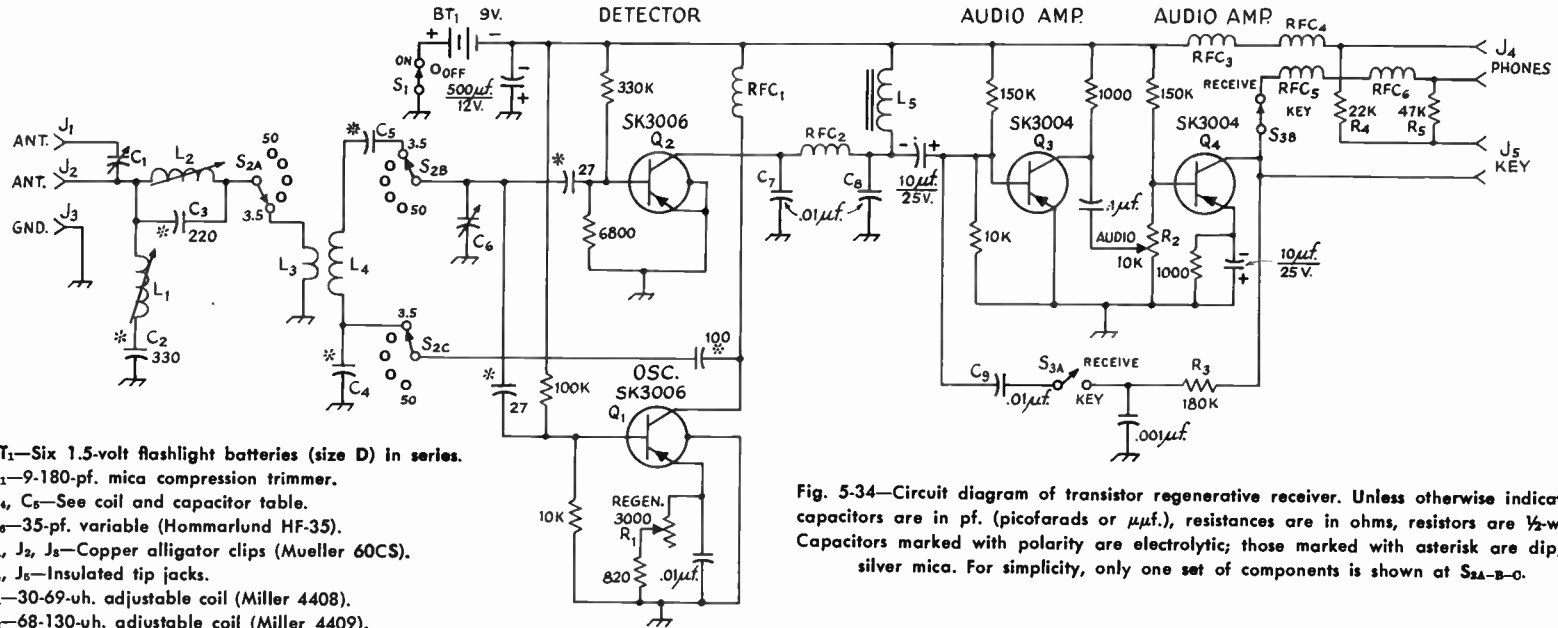 BT1 9V.
DETECTOR
AUDIO AMP.
AUDIO AMP.
+ -
ON
OFF
S1
500µf.
12V.
-
+
330K
RFC1
L5
150K
1000
150K
RFC3
RFC4
J4
PHONES
RECEIVE
RFC5
RFC6
KEY
22K
R4
47K
R5
S3B
J5
KEY
SK3006
Q2
SK3004
Q3
SK3004
Q4
ANT. J1
C1
L2
ANT. J2
S2A
50
3.5
J3
GND.
* C3
220
L1
* C2
330
L3
L4
* C5
3.5
S2B
50
C6
* 27
6800
RFC2
- +
10µf.
25V.
C7
.01µf.
C8
10K
.1µf.
AUDIO
R2
10K
1000
-
+
10µf.
25V.
* C4
3.5
S2C
50
100
*
* 27
100K
OSC.
SK3006
Q1
C9
.01µf.
S3A
RECEIVE
KEY
R3
180K
.001µf.
10K
REGEN.
3000
R1
820
.01µf.
T1—Six 1.5-volt flashlight batteries (size D) in series.
1—9-180-pf. mica compression trimmer.
4, C5—See coil and capacitor table.
6—35-pf. variable (Hommarlund HF-35).
, J2, J3—Copper alligator clips (Mueller 60CS).
, J5—Insulated tip jacks.
—30-69-uh. adjustable coil (Miller 4408).
—68-130-uh. adjustable coil (Miller 4409).
Fig. 5-34—Circuit diagram of transistor regenerative receiver. Unless otherwise indica
capacitors are in pf. (picofarads or µµf.), resistances are in ohms, resistors are ½-w
Capacitors marked with polarity are electrolytic; those marked with asterisk are dip
silver mica. For simplicity, only one set of components is shown at S2A-B-C.